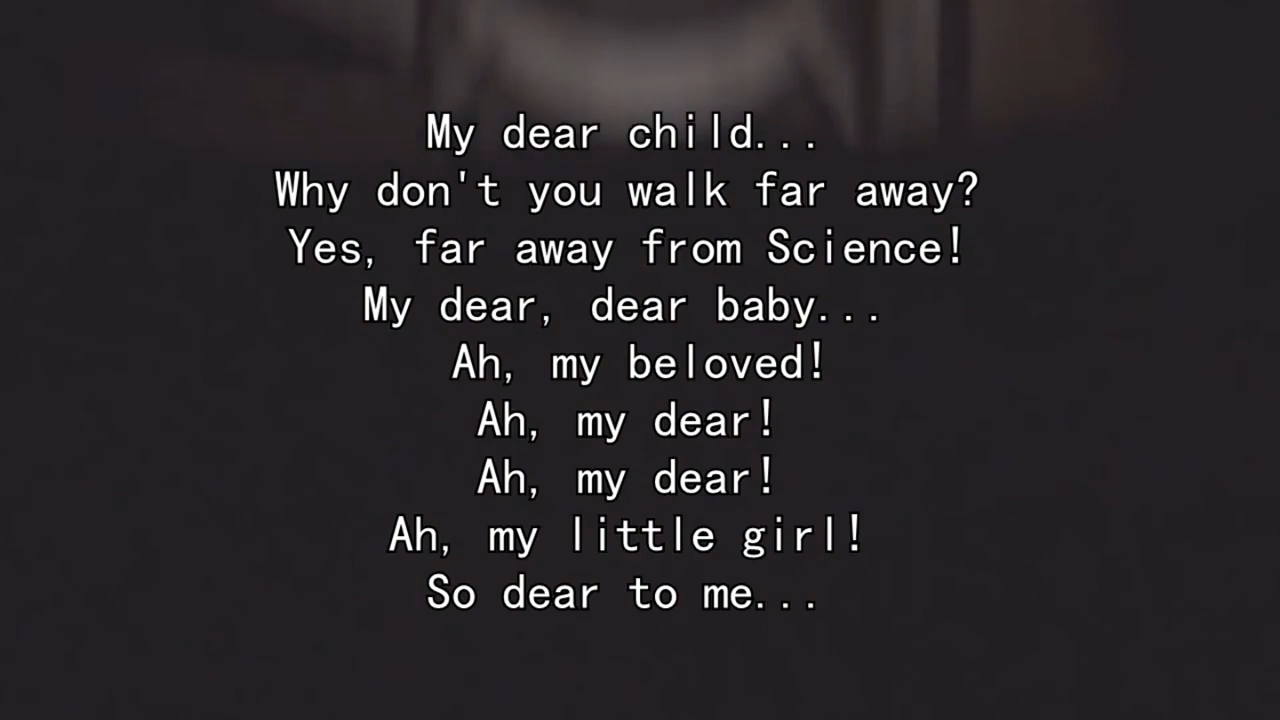 My dear child...
Why don't you walk far away?
Yes, far away from Science!
My dear, dear baby...
Ah, my beloved!
Ah, my dear!
Ah, my dear!
Ah, my little girl!
So dear to me...